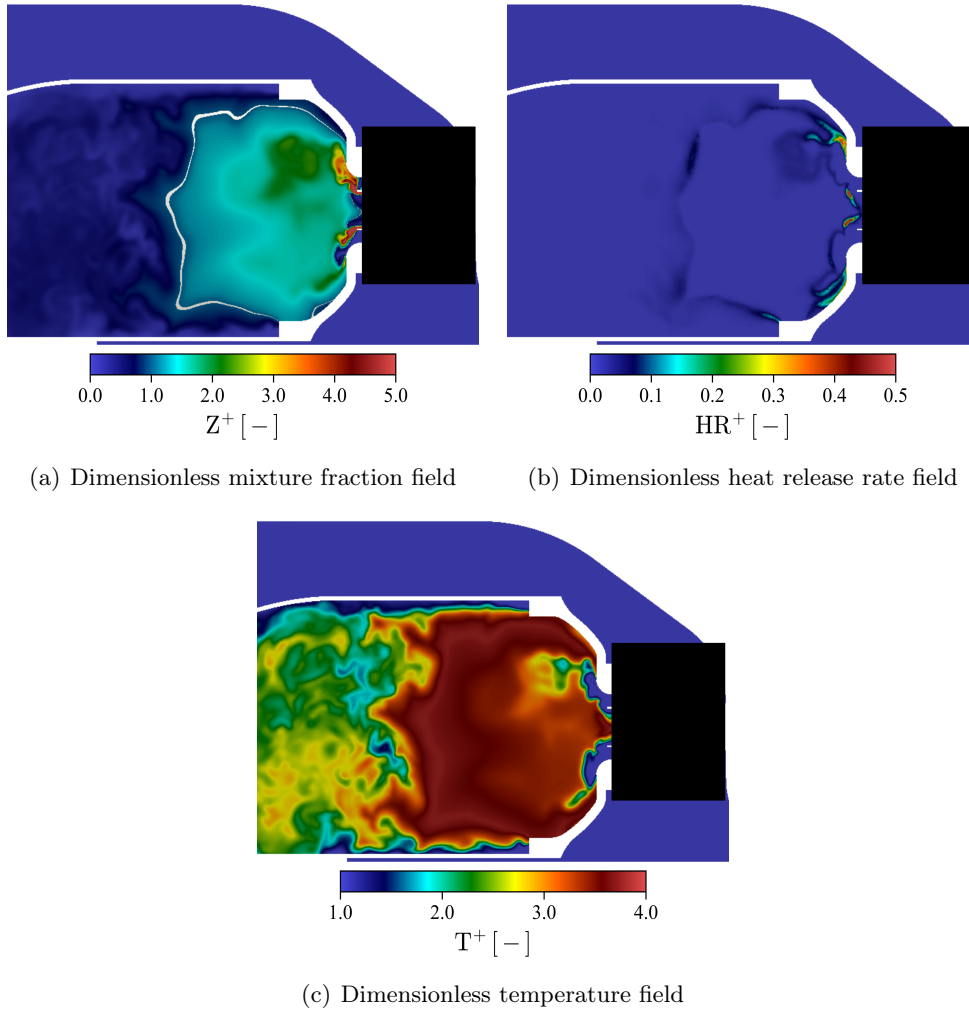 0.0 1.0 2.0 3.0 4.0 5.0
Z⁺ [ − ]
0.0 0.1 0.2 0.3 0.4 0.5
HR⁺ [ − ]
(a) Dimensionless mixture fraction field
(b) Dimensionless heat release rate field
1.0 2.0 3.0 4.0
T⁺ [ − ]
(c) Dimensionless temperature field